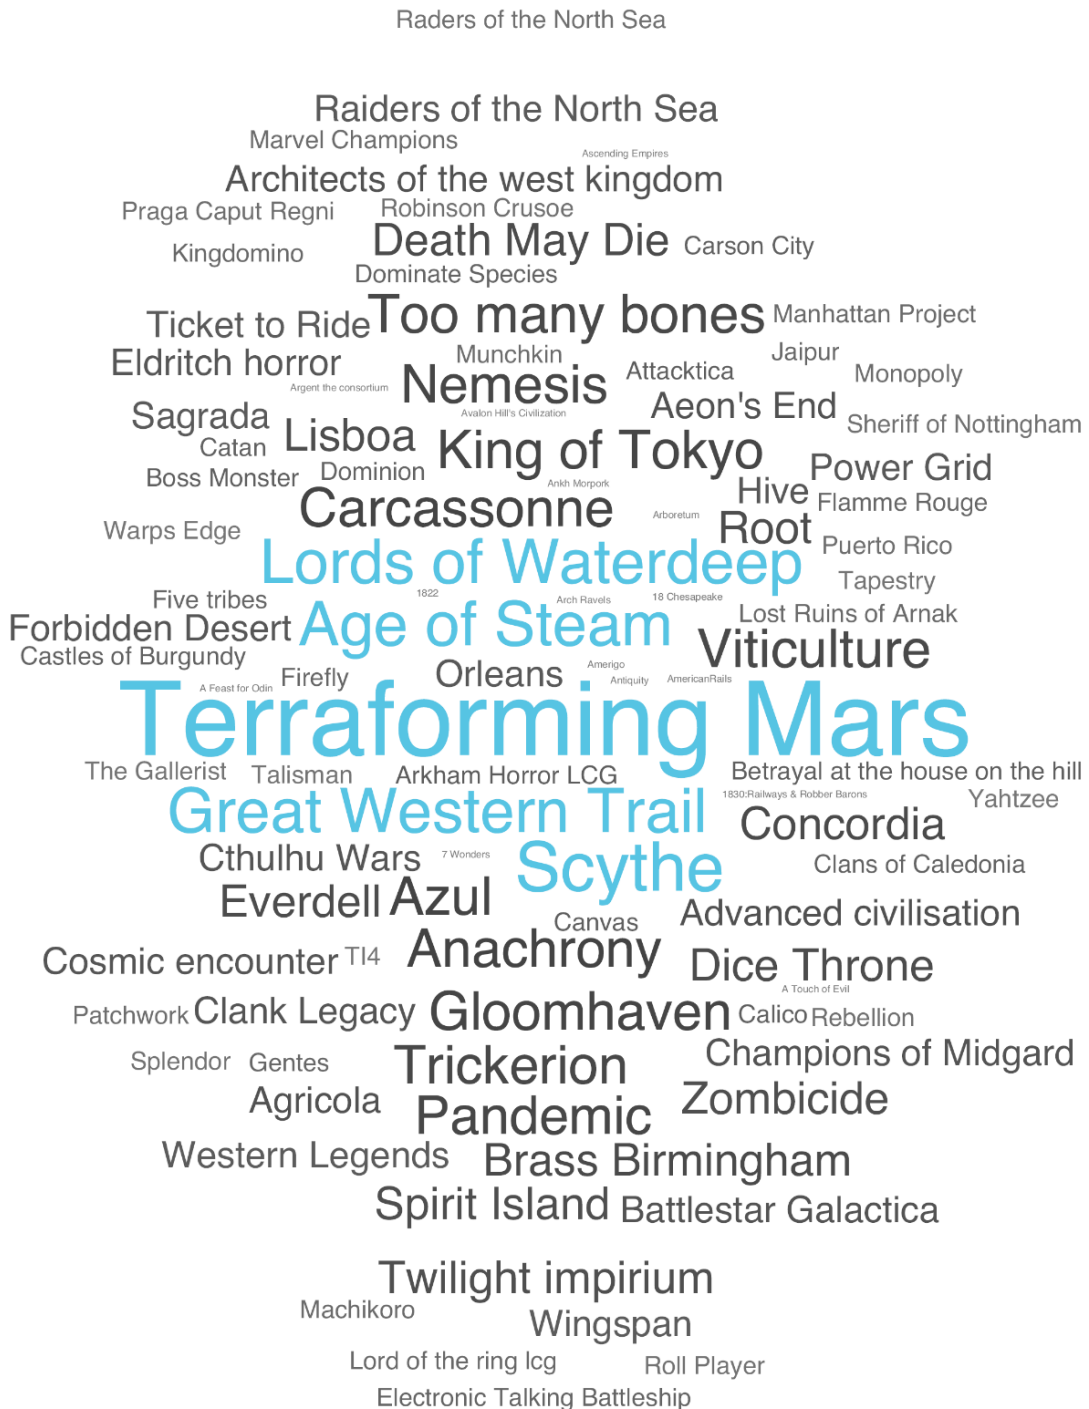 Raders of the North Sea
Raiders of the North Sea
Marvel Champions
Ascending Empires
Architects of the west kingdom
Praga Caput Regni
Robinson Crusoe
Kingdomino
Death May Die
Carson City
Dominate Species
Ticket to Ride
Too many bones
Manhattan Project
Eldritch horror
Munchkin
Jaipur
Argent the consortium
Nemesis
Attacktica
Monopoly
Sagrada
Avalon Hill's Civilization
Aeon's End
Sheriff of Nottingham
Catan
Lisboa
King of Tokyo
Boss Monster
Dominion
Power Grid
Ankh Morpork
Hive
Flamme Rouge
Carcassonne
Arboretum
Root
Warps Edge
Puerto Rico
Lords of Waterdeep
Tapestry
Five tribes
1822
Arch Ravels
18 Chesapeake
Lost Ruins of Arnak
Forbidden Desert
Age of Steam
Castles of Burgundy
Viticulture
Firefly
Orleans
Amerigo
Antiquity
AmericanRails
A Feast for Odin
Terraforming Mars
The Gallerist
Talisman
Arkham Horror LCG
Betrayal at the house on the hill
1830:Railways & Robber Barons
Yahtzee
Great Western Trail
Concordia
Cthulhu Wars
7 Wonders
Scythe
Clans of Caledonia
Everdell
Azul
Canvas
Advanced civilisation
Cosmic encounter
TI4
Anachrony
Dice Throne
A Touch of Evil
Patchwork
Clank Legacy
Gloomhaven
Calico
Rebellion
Splendor
Gentes
Trickerion
Champions of Midgard
Agricola
Pandemic
Zombicide
Western Legends
Brass Birmingham
Spirit Island
Battlestar Galactica
Twilight impirium
Machikoro
Wingspan
Lord of the ring lcg
Roll Player
Electronic Talking Battleship